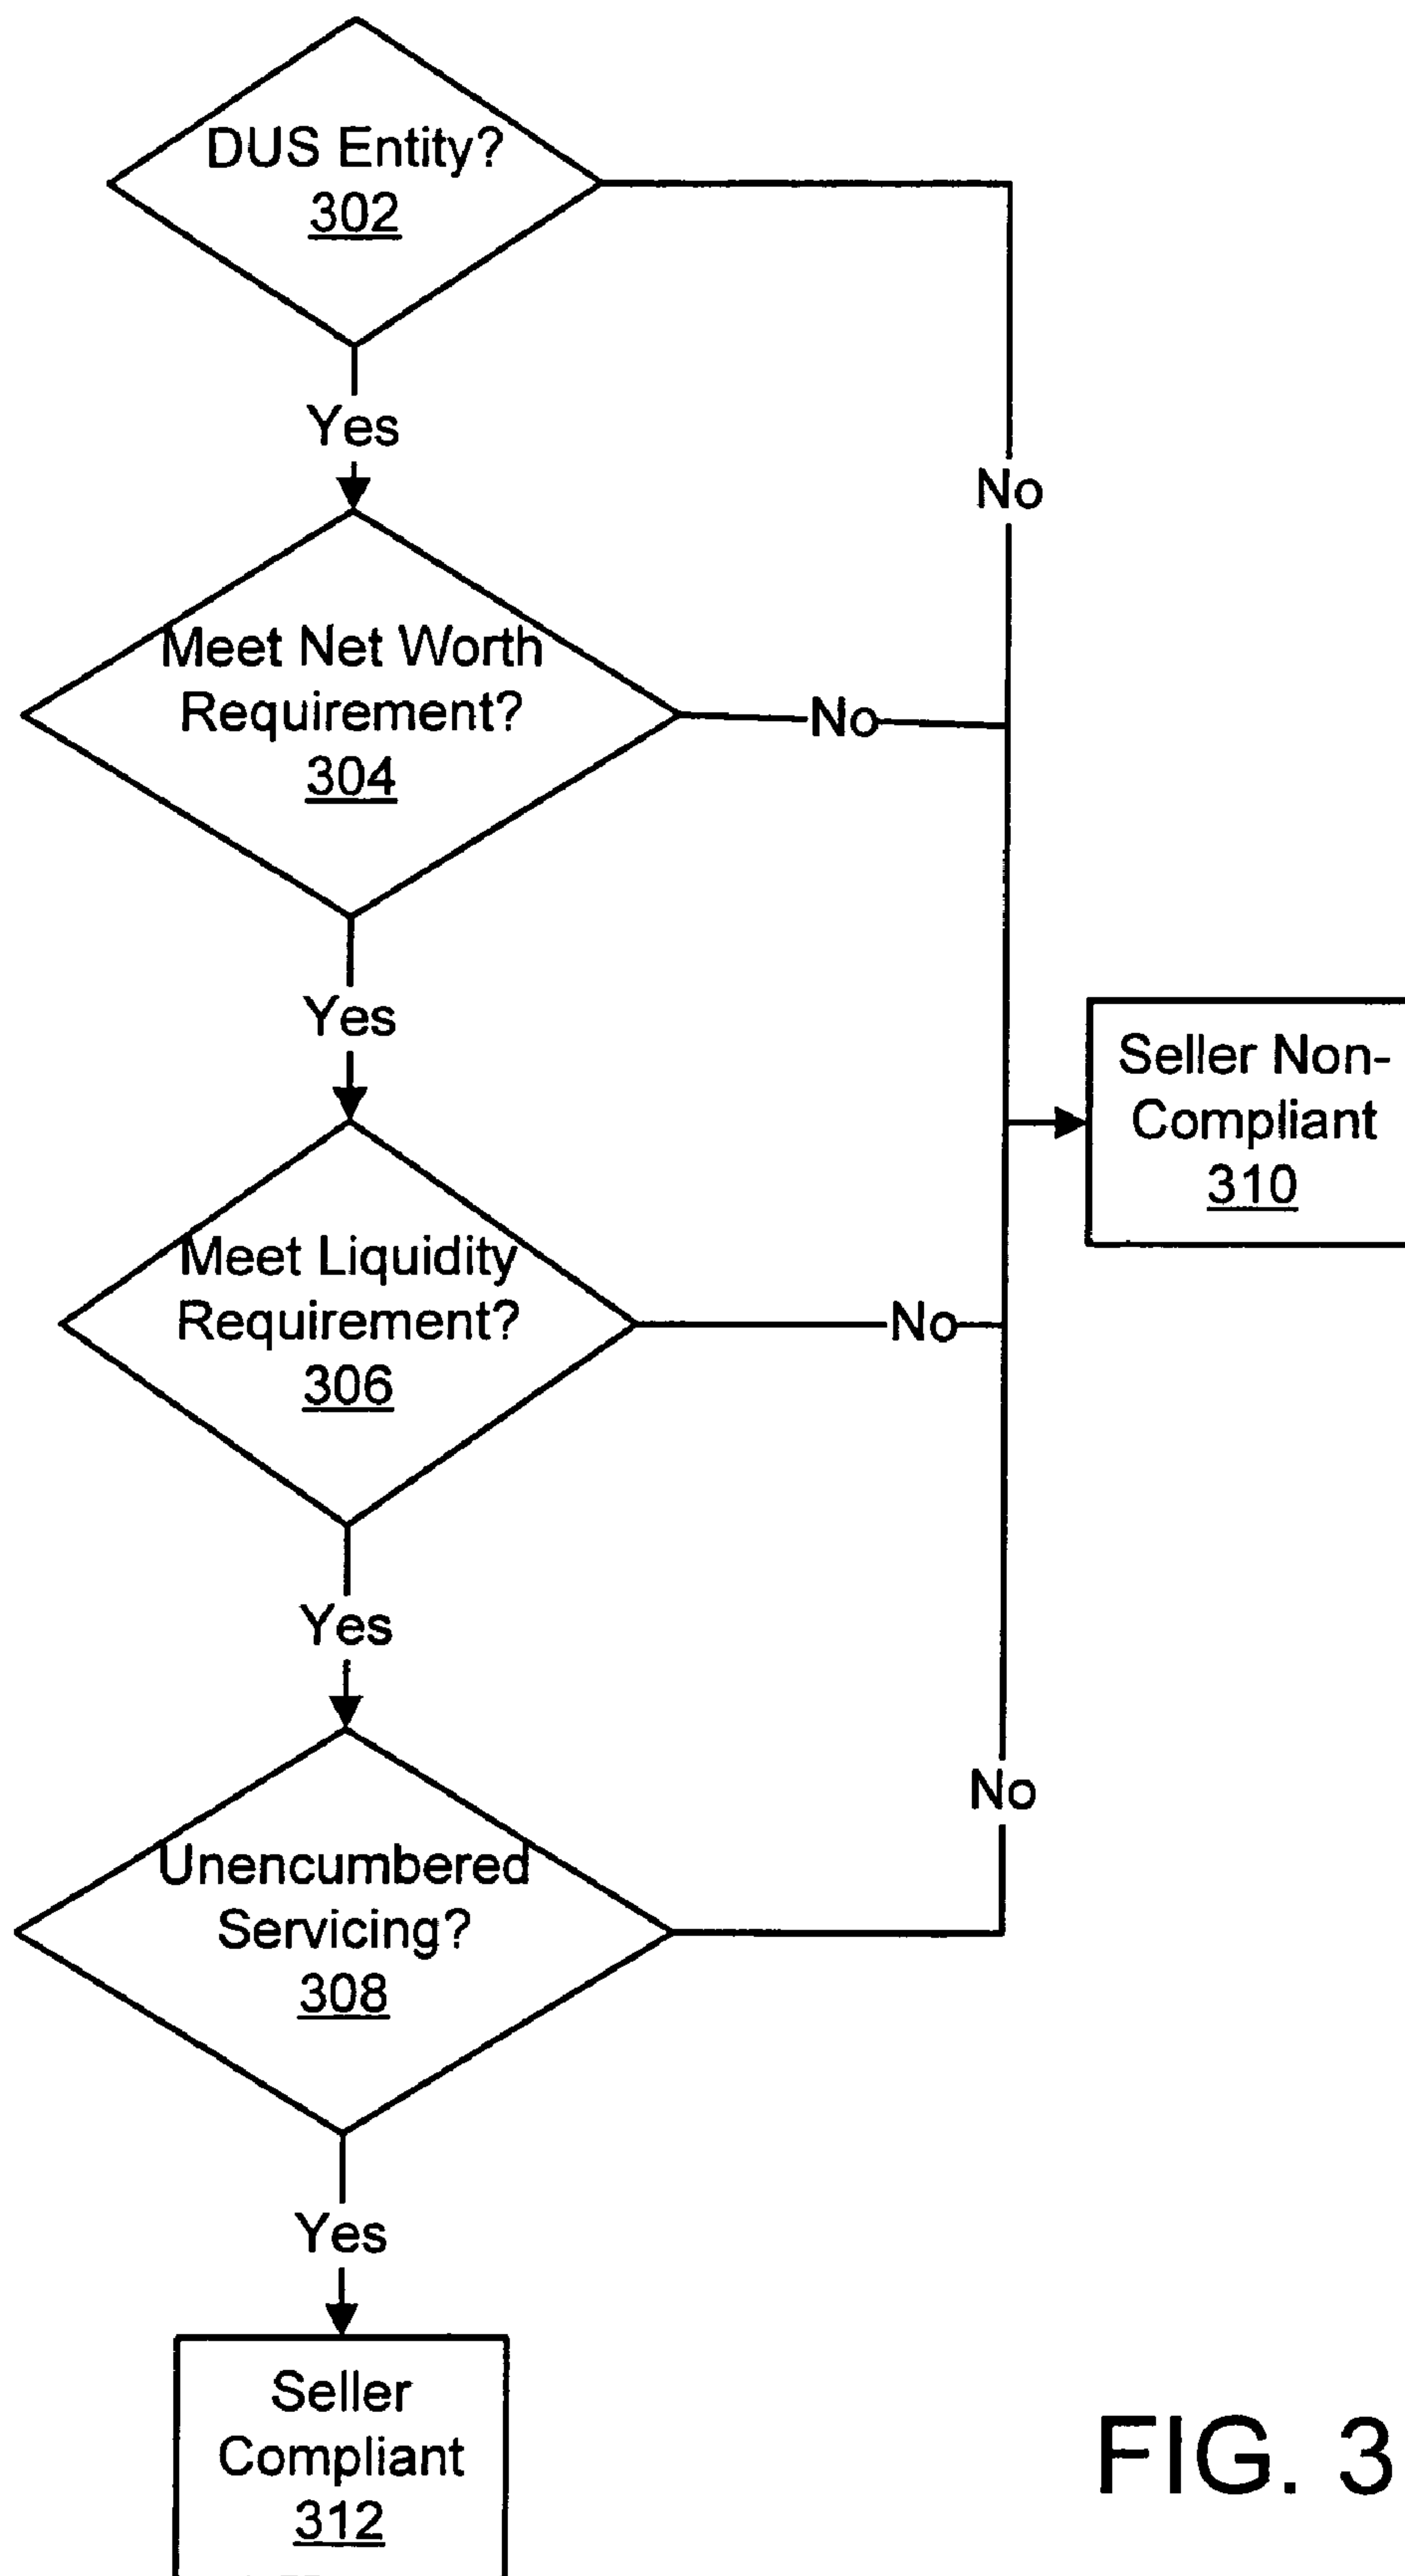 DUS Entity?
302
Yes
No
Meet Net Worth
Requirement?
304
No
Yes
Seller Non-
Compliant
310
Meet Liquidity
Requirement?
306
No
Yes
No
Unencumbered
Servicing?
308
Yes
Seller
Compliant
312
FIG. 3